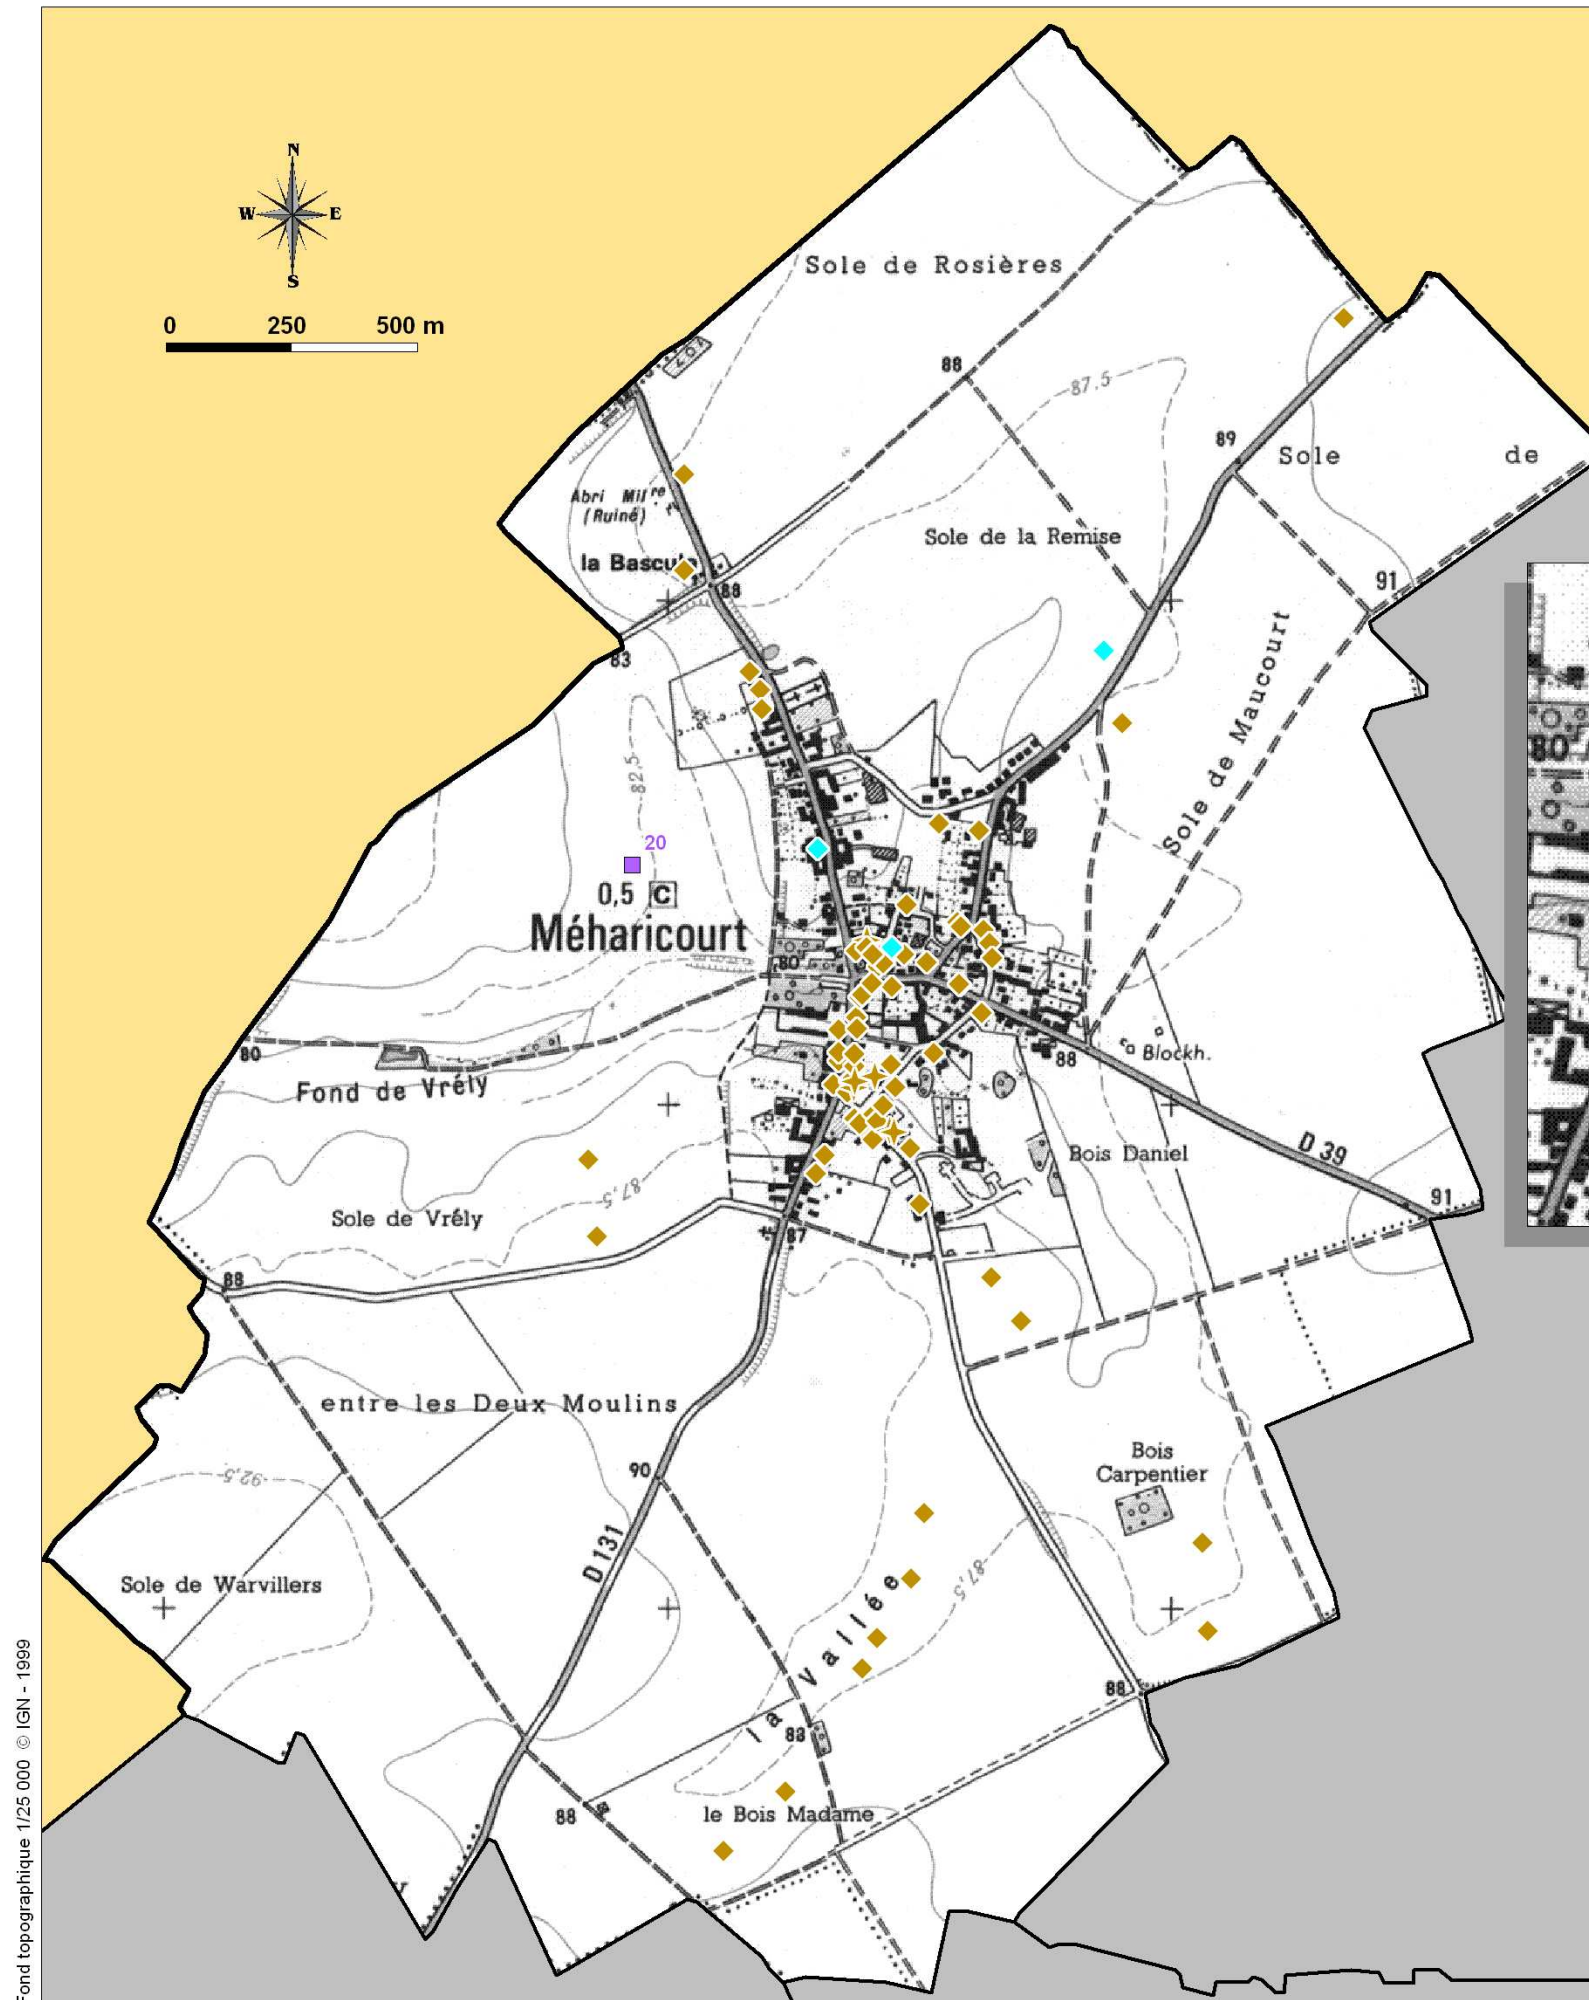 N
W E
S
0 250 500 m
Sole de Rosières
88
87.5
89
Sole de
Abri Mil re
(Ruiné)
Sole de la Remise
la Bascule
88
91
83
Sole de Maucourt
82.5
20
0,5 C
Méharicourt
80
80
80
Blockh.
88
Fond de Vrély
D 39
Bois Daniel
87,5
91
Sole de Vrély
87
88
entre les Deux Moulins
92,5
90
Bois
Carpentier
D 131
Sole de Warvillers
87,5
la Vallée
88
83
88
le Bois Madame
Fond topographique 1/25 000 © IGN - 1999